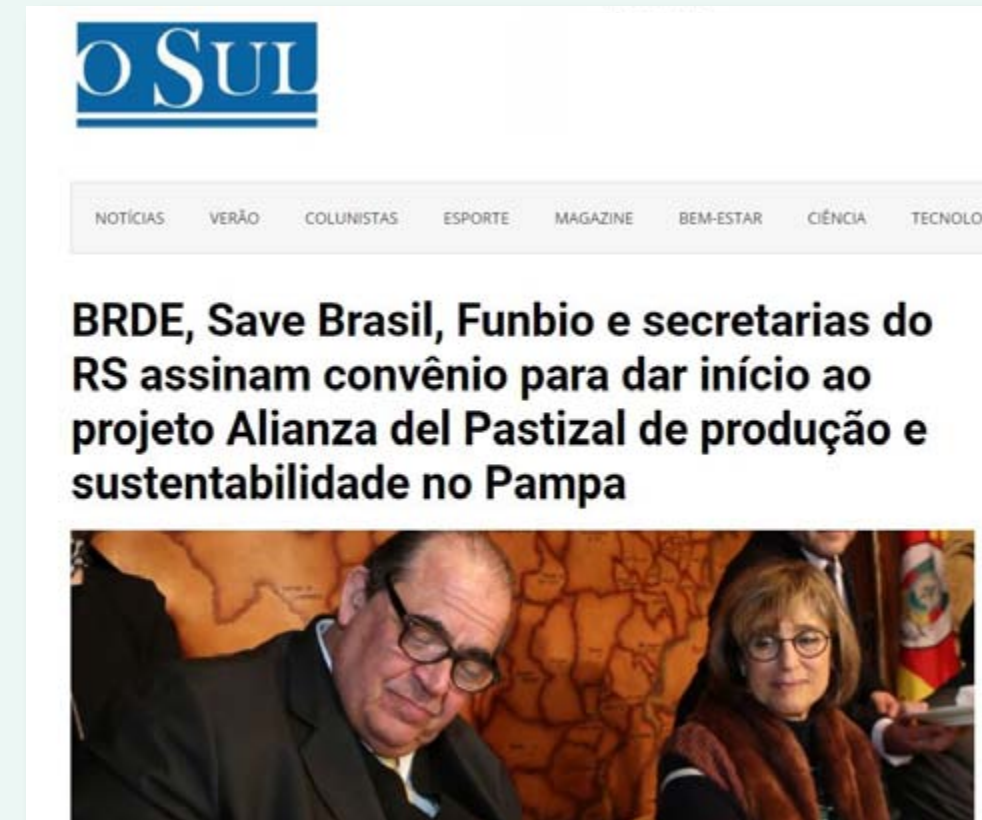 O SUL
NOTÍCIAS VERÃO COLUNISTAS ESPORTE MAGAZINE BEM-ESTAR CIÊNCIA TECNOLO
BRDE, Save Brasil, Funbio e secretarias do
RS assinam convênio para dar início ao
projeto Alianza del Pastizal de produção e
sustentabilidade no Pampa